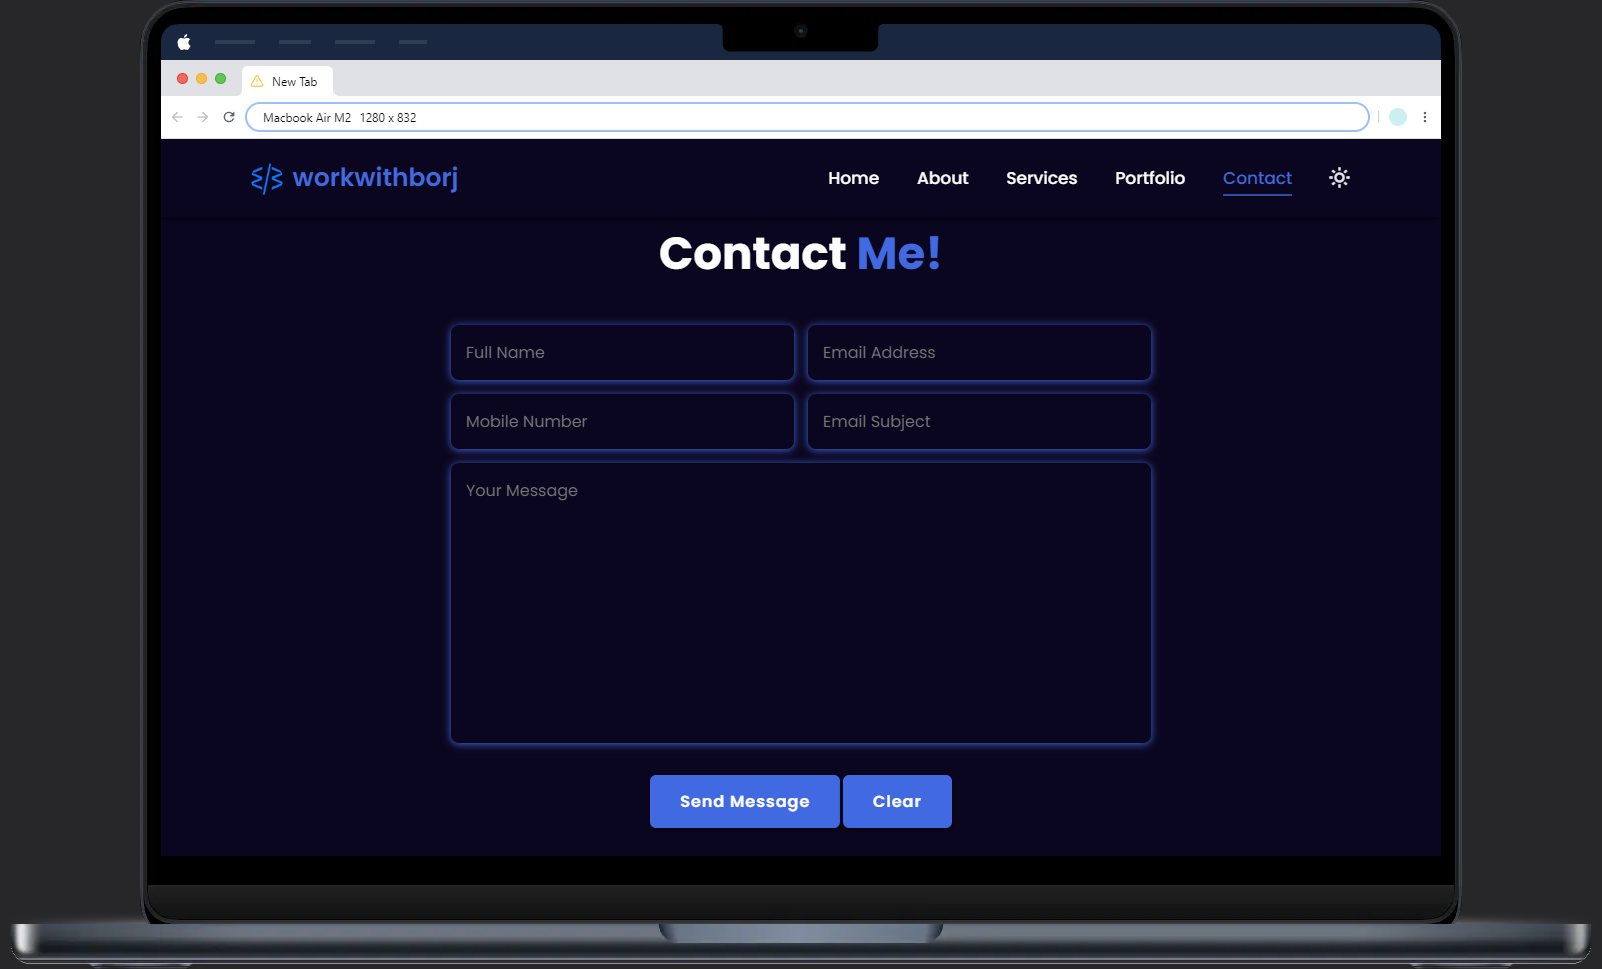 New Tab
Macbook Air M2 1280 x 832
workwithborj Home About Services Portfolio Contact
Contact Me!
Full Name Email Address
Mobile Number Email Subject
Your Message
Send Message Clear